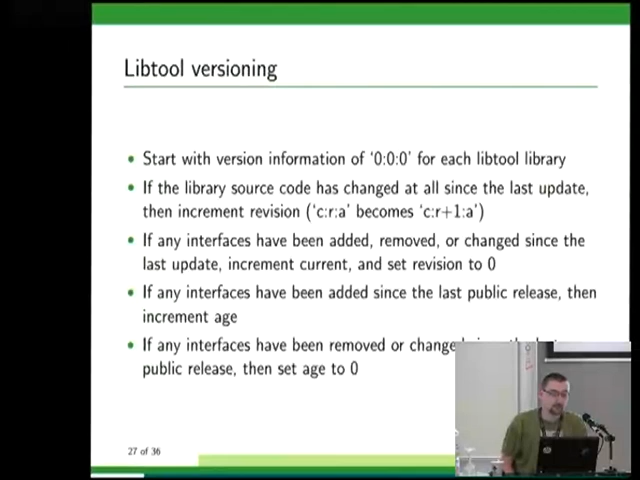 Libtool versioning
• Start with version information of '0:0:0' for each libtool library
• If the library source code has changed at all since the last update,
then increment revision ('c:r:a' becomes 'c:r+1:a')
• If any interfaces have been added, removed, or changed since the
last update, increment current, and set revision to 0
• If any interfaces have been added since the last public release, then
increment age
• If any interfaces have been removed or change
public release, then set age to 0
27 of 36